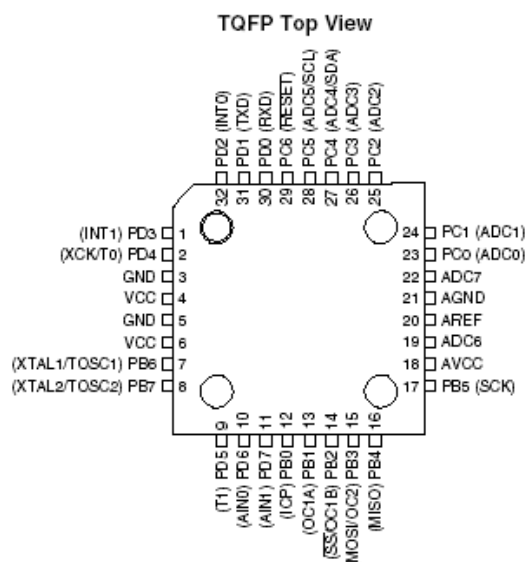 TQFP Top View
PD2 (INT0)
PD1 (TXD)
PD0 (RXD)
PC6 (RESET)
PC5 (ADC5/SCL)
PC4 (ADC4/SDA)
PC3 (ADC3)
PC2 (ADC2)
32
31
30
29
28
27
26
25
(INT1) PD3 1
(XCK/T0) PD4 2
GND 3
VCC 4
GND 5
VCC 6
(XTAL1/TOSC1) PB6 7
(XTAL2/TOSC2) PB7 8
24 PC1 (ADC1)
23 PC0 (ADC0)
22 ADC7
21 AGND
20 AREF
19 ADC6
18 AVCC
17 PB5 (SCK)
9
10
11
12
13
14
15
16
(T1) PD5
(AIN0) PD6
(AIN1) PD7
(ICP) PB0
(OC1A) PB1
(SS/OC1B) PB2
MOSI/OC2) PB3
(MISO) PB4